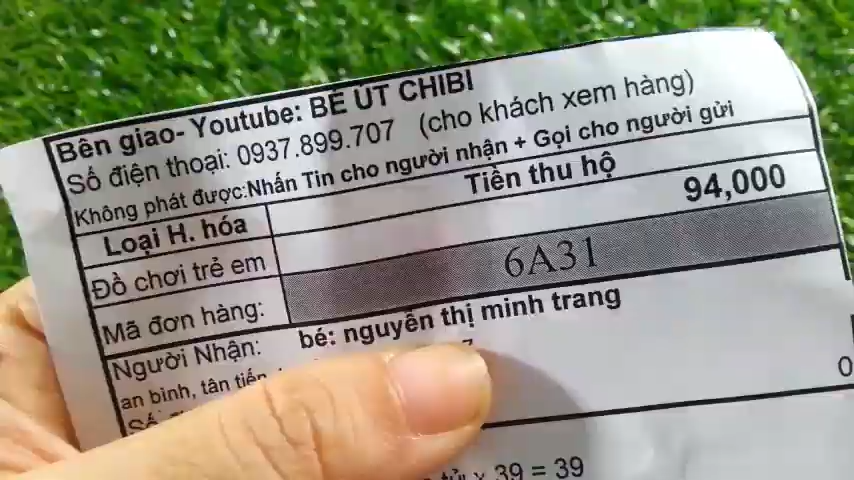 Bên giao- Youtube: BÉ ÚT CHIBI
Số điện thoại: 0937.899.707 (cho khách xem hàng)
Không phát được:Nhắn Tin cho người nhận + Gọi cho người gửi
Loại H. hóa Tiền thu hộ
Đồ chơi trẻ em 94,000
Mã đơn hàng: 6A31
Người Nhận: bé: nguyễn thị minh trang
an bình, tân tiến
0
x 39 = 39